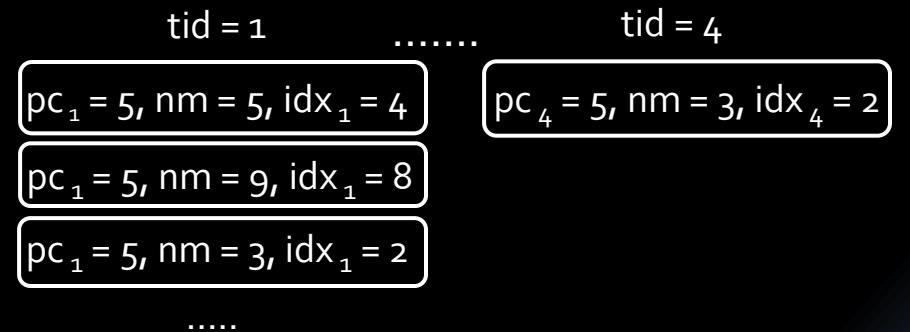 tid = 1 ....... tid = 4
pc₁ = 5, nm = 5, idx₁ = 4 pc₄ = 5, nm = 3, idx₄ = 2
pc₁ = 5, nm = 9, idx₁ = 8
pc₁ = 5, nm = 3, idx₁ = 2
.....